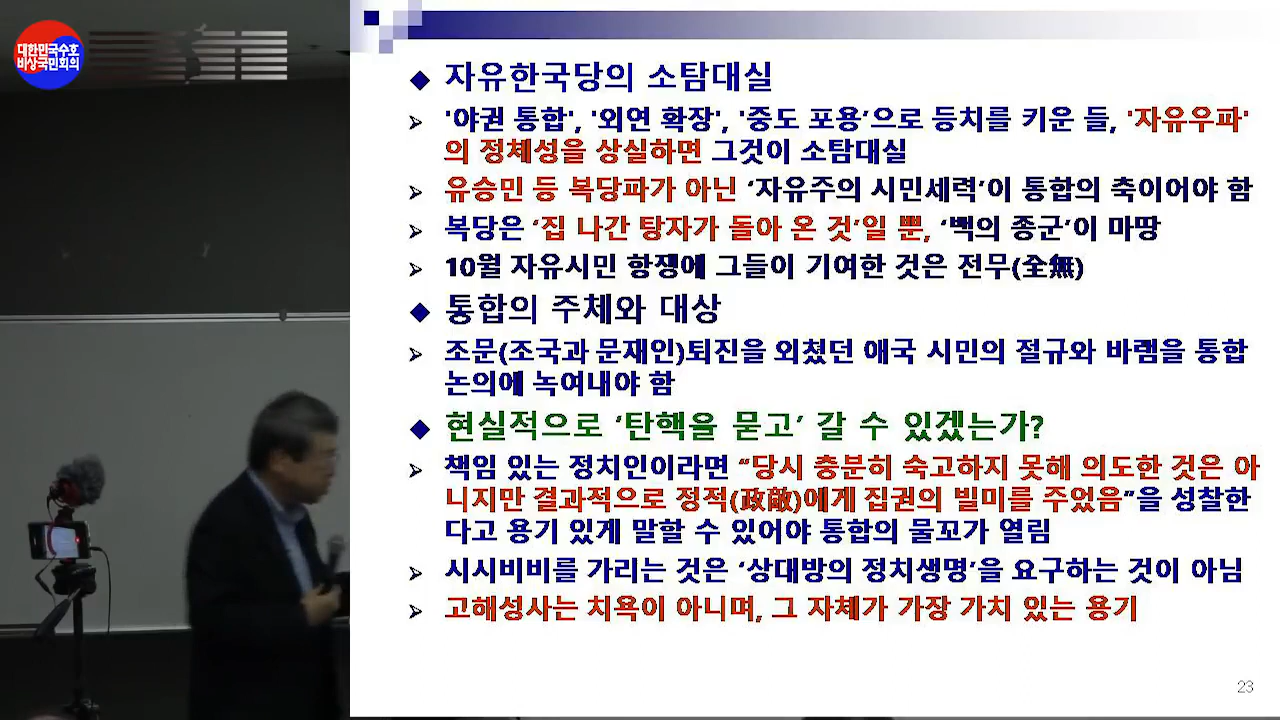 대한민국수호
비상국민회의
◆ 자유한국당의 소탐대실
➢ '야권 통합', '외연 확장', '중도 포용’으로 등치를 키운 들, '자유우파'
의 정체성을 상실하면 그것이 소탐대실
➢ 유승민 등 복당파가 아닌 ‘자유주의 시민세력’이 통합의 축이어야 함
➢ 복당은 ‘집 나간 탕자가 돌아 온 것’일 뿐, ‘백의 종군’이 마땅
➢ 10월 자유시민 항쟁에 그들이 기여한 것은 전무(全無)
◆ 통합의 주체와 대상
➢ 조문(조국과 문재인)퇴진을 외쳤던 애국 시민의 절규와 바램을 통합
논의에 녹여내야 함
◆ 현실적으로 ‘탄핵을 묻고’ 갈 수 있겠는가?
➢ 책임 있는 정치인이라면 “당시 충분히 숙고하지 못해 의도한 것은 아
니지만 결과적으로 정적(政敵)에게 집권의 빌미를 주었음”을 성찰한
다고 용기 있게 말할 수 있어야 통합의 물꼬가 열림
➢ 시시비비를 가리는 것은 ‘상대방의 정치생명’을 요구하는 것이 아님
➢ 고해성사는 치욕이 아니며, 그 자체가 가장 가치 있는 용기
23